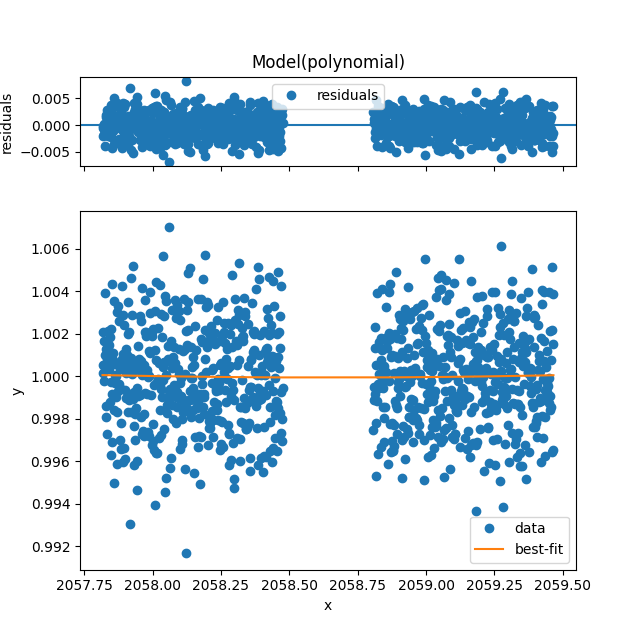 Model(polynomial)
residuals
0.005
0.000
−0.005
residuals
y
1.006
1.004
1.002
1.000
0.998
0.996
0.994
0.992
data
best-fit
2057.75 2058.00 2058.25 2058.50 2058.75 2059.00 2059.25 2059.50
x